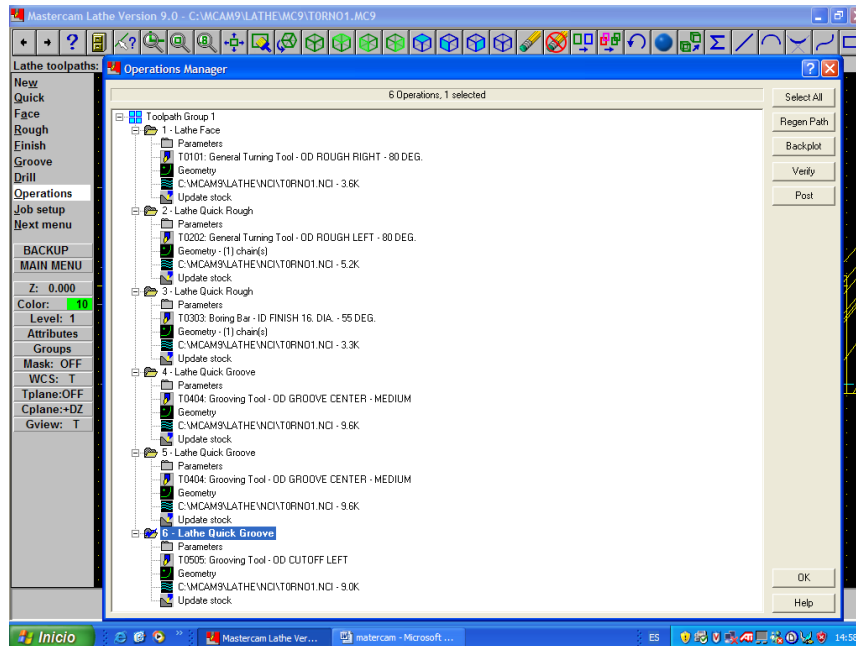 Mastercam Lathe Version 9.0 - C:\MCAM9\LATHE\MC9\TORNO1.MC9
Lathe toolpaths:
New
Quick
Face
Rough
Finish
Groove
Drill
Operations
Job setup
Next menu
BACKUP
MAIN MENU
Z: 0.000
Color: 10
Level: 1
Attributes
Groups
Mask: OFF
WCS: T
Tplane:OFF
Cplane:+DZ
Gview: T
Operations Manager
6 Operations, 1 selected
Toolpath Group 1
1 - Lathe Face
Parameters
T0101: General Turning Tool - OD ROUGH RIGHT - 80 DEG.
Geometry
C:\MCAM9\LATHE\NCI\TORNO1.NCI - 3.6K
Update stock
2 - Lathe Quick Rough
Parameters
T0202: General Turning Tool - OD ROUGH LEFT - 80 DEG.
Geometry - (1) chain(s)
C:\MCAM9\LATHE\NCI\TORNO1.NCI - 5.2K
Update stock
3 - Lathe Quick Rough
Parameters
T0303: Boring Bar - ID FINISH 16. DIA. - 55 DEG.
Geometry - (1) chain(s)
C:\MCAM9\LATHE\NCI\TORNO1.NCI - 3.3K
Update stock
4 - Lathe Quick Groove
Parameters
T0404: Grooving Tool - OD GROOVE CENTER - MEDIUM
Geometry
C:\MCAM9\LATHE\NCI\TORNO1.NCI - 9.6K
Update stock
5 - Lathe Quick Groove
Parameters
T0404: Grooving Tool - OD GROOVE CENTER - MEDIUM
Geometry
C:\MCAM9\LATHE\NCI\TORNO1.NCI - 9.6K
Update stock
6 - Lathe Quick Groove
Parameters
T0505: Grooving Tool - OD CUTOFF LEFT
Geometry
C:\MCAM9\LATHE\NCI\TORNO1.NCI - 9.0K
Update stock
Select All
Regen Path
Backplot
Verify
Post
OK
Help
Inicio
Mastercam Lathe Ver...
matercam - Microsoft ...
ES
14:58